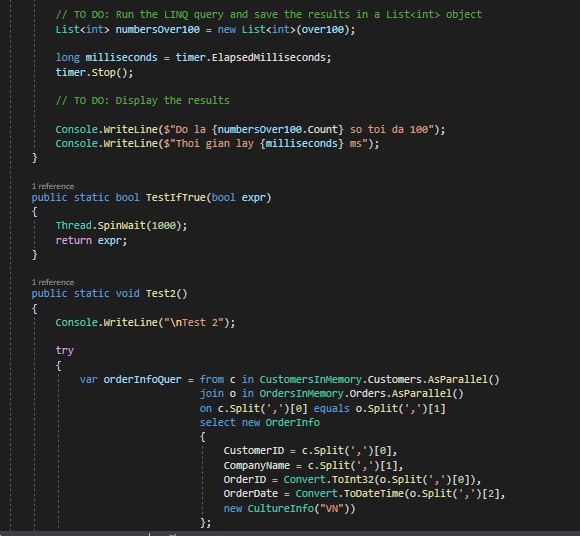 // TO DO: Run the LINQ query and save the results in a List<int> object
List<int> numbersOver100 = new List<int>(over100);
long milliseconds = timer.ElapsedMilliseconds;
timer.Stop();
// TO DO: Display the results
Console.WriteLine($"Do la {numbersOver100.Count} so toi da 100");
Console.WriteLine($"Thoi gian lay {milliseconds} ms");
}
1 reference
public static bool TestIfTrue(bool expr)
{
Thread.SpinWait(1000);
return expr;
}
1 reference
public static void Test2()
{
Console.WriteLine("\nTest 2");
try
{
var orderInfoQuer = from c in CustomersInMemory.Customers.AsParallel()
join o in OrdersInMemory.Orders.AsParallel()
on c.Split(',')[0] equals o.Split(',')[1]
select new OrderInfo
{
CustomerID = c.Split(',')[0],
CompanyName = c.Split(',')[1],
OrderID = Convert.ToInt32(o.Split(',')[0]),
OrderDate = Convert.ToDateTime(o.Split(',')[2],
new CultureInfo("VN"))
};